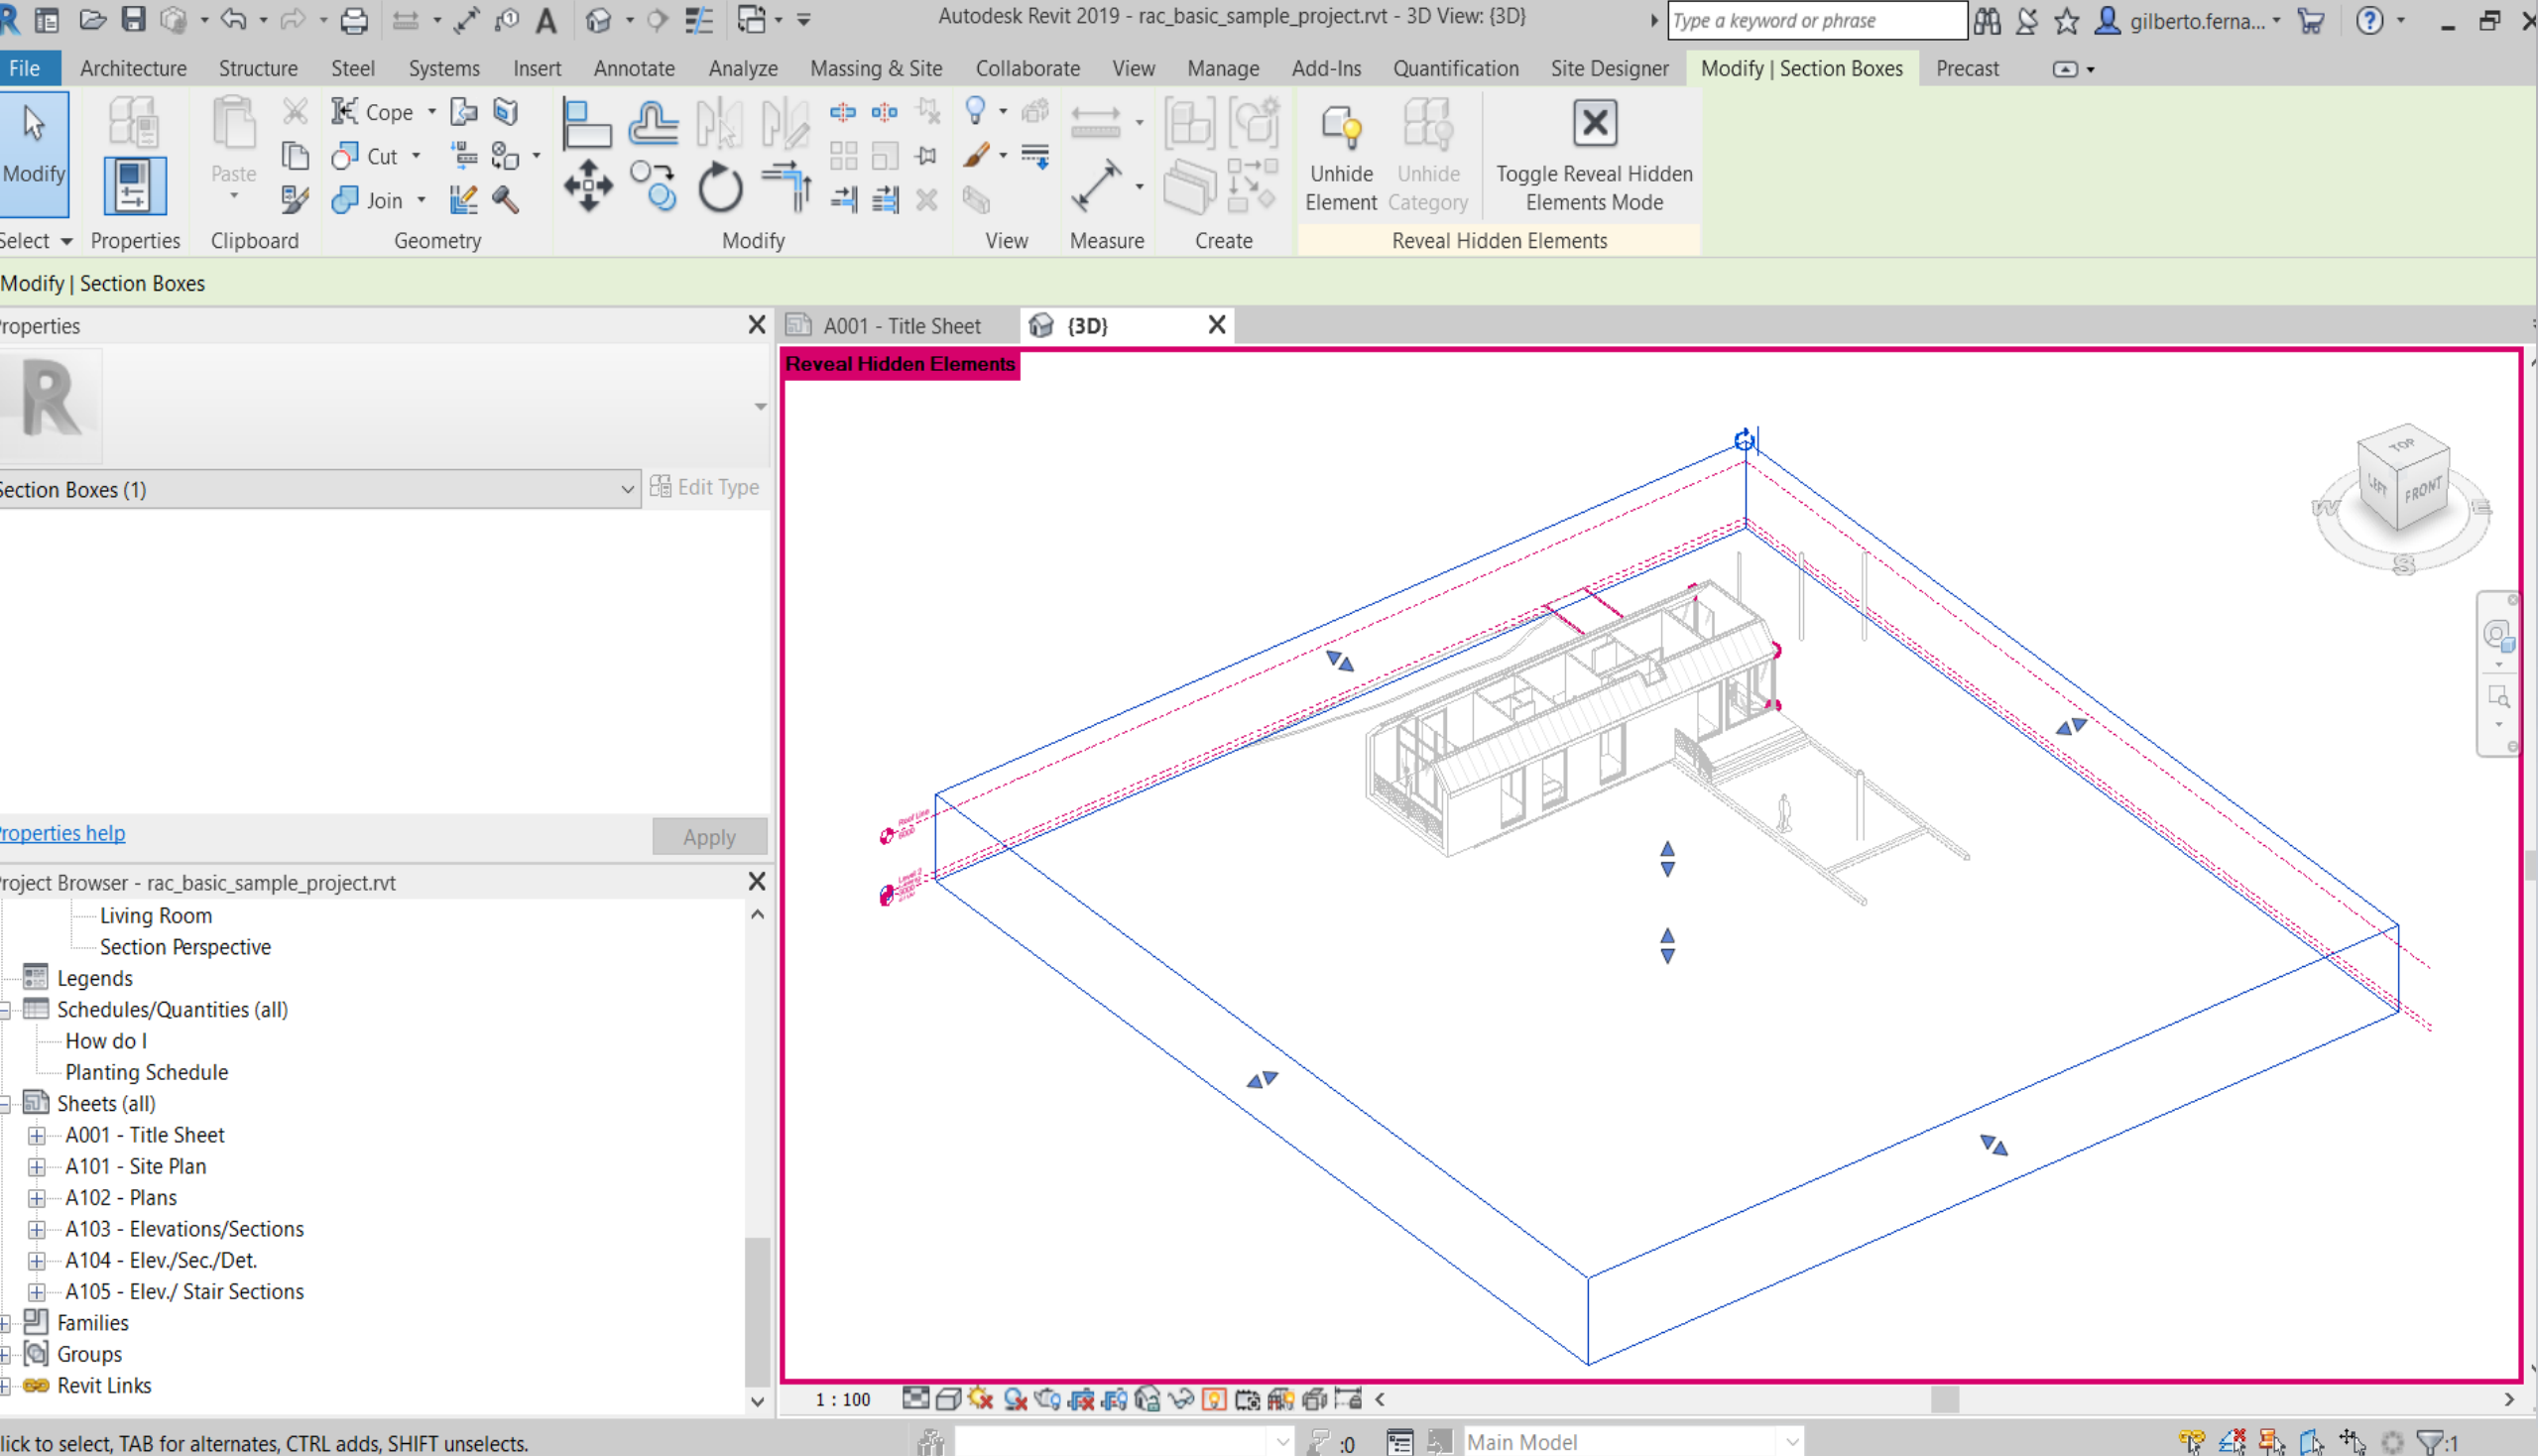 Autodesk Revit 2019 - rac_basic_sample_project.rvt - 3D View: {3D}
Type a keyword or phrase
gilberto.ferna...
File Architecture Structure Steel Systems Insert Annotate Analyze Massing & Site Collaborate View Manage Add-Ins Quantification Site Designer Modify | Section Boxes Precast
Modify
Paste
Cope
Cut
Join
Unhide Element
Unhide Category
Toggle Reveal Hidden Elements Mode
Select Properties Clipboard Geometry Modify View Measure Create Reveal Hidden Elements
Modify | Section Boxes
roperties
A001 - Title Sheet
{3D}
Reveal Hidden Elements
R
Section Boxes (1)
Edit Type
TOP
LEFT
FRONT
W
E
S
Roof Line
6000
Level 2
roperties help
Apply
roject Browser - rac_basic_sample_project.rvt
Living Room
Section Perspective
Legends
Schedules/Quantities (all)
How do I
Planting Schedule
Sheets (all)
A001 - Title Sheet
A101 - Site Plan
A102 - Plans
A103 - Elevations/Sections
A104 - Elev./Sec./Det.
A105 - Elev./ Stair Sections
Families
Groups
Revit Links
1 : 100
lick to select, TAB for alternates, CTRL adds, SHIFT unselects.
:0
Main Model
:1